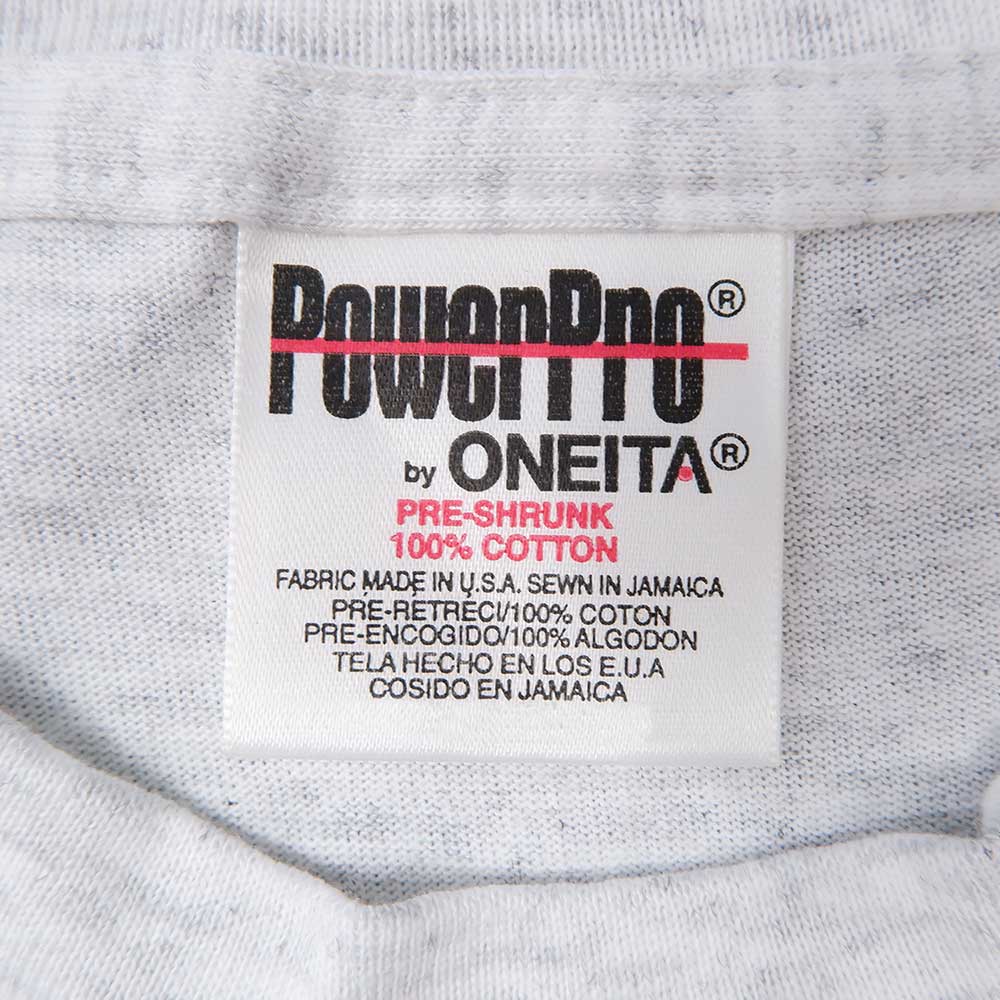 PowerPro®
by ONEITA®
PRE-SHRUNK
100% COTTON
FABRIC MADE IN U.S.A. SEWN IN JAMAICA
PRE-RETRECI/100% COTON
PRE-ENCOGIDO/100% ALGODON
TELA HECHO EN LOS E.U.A
COSIDO EN JAMAICA